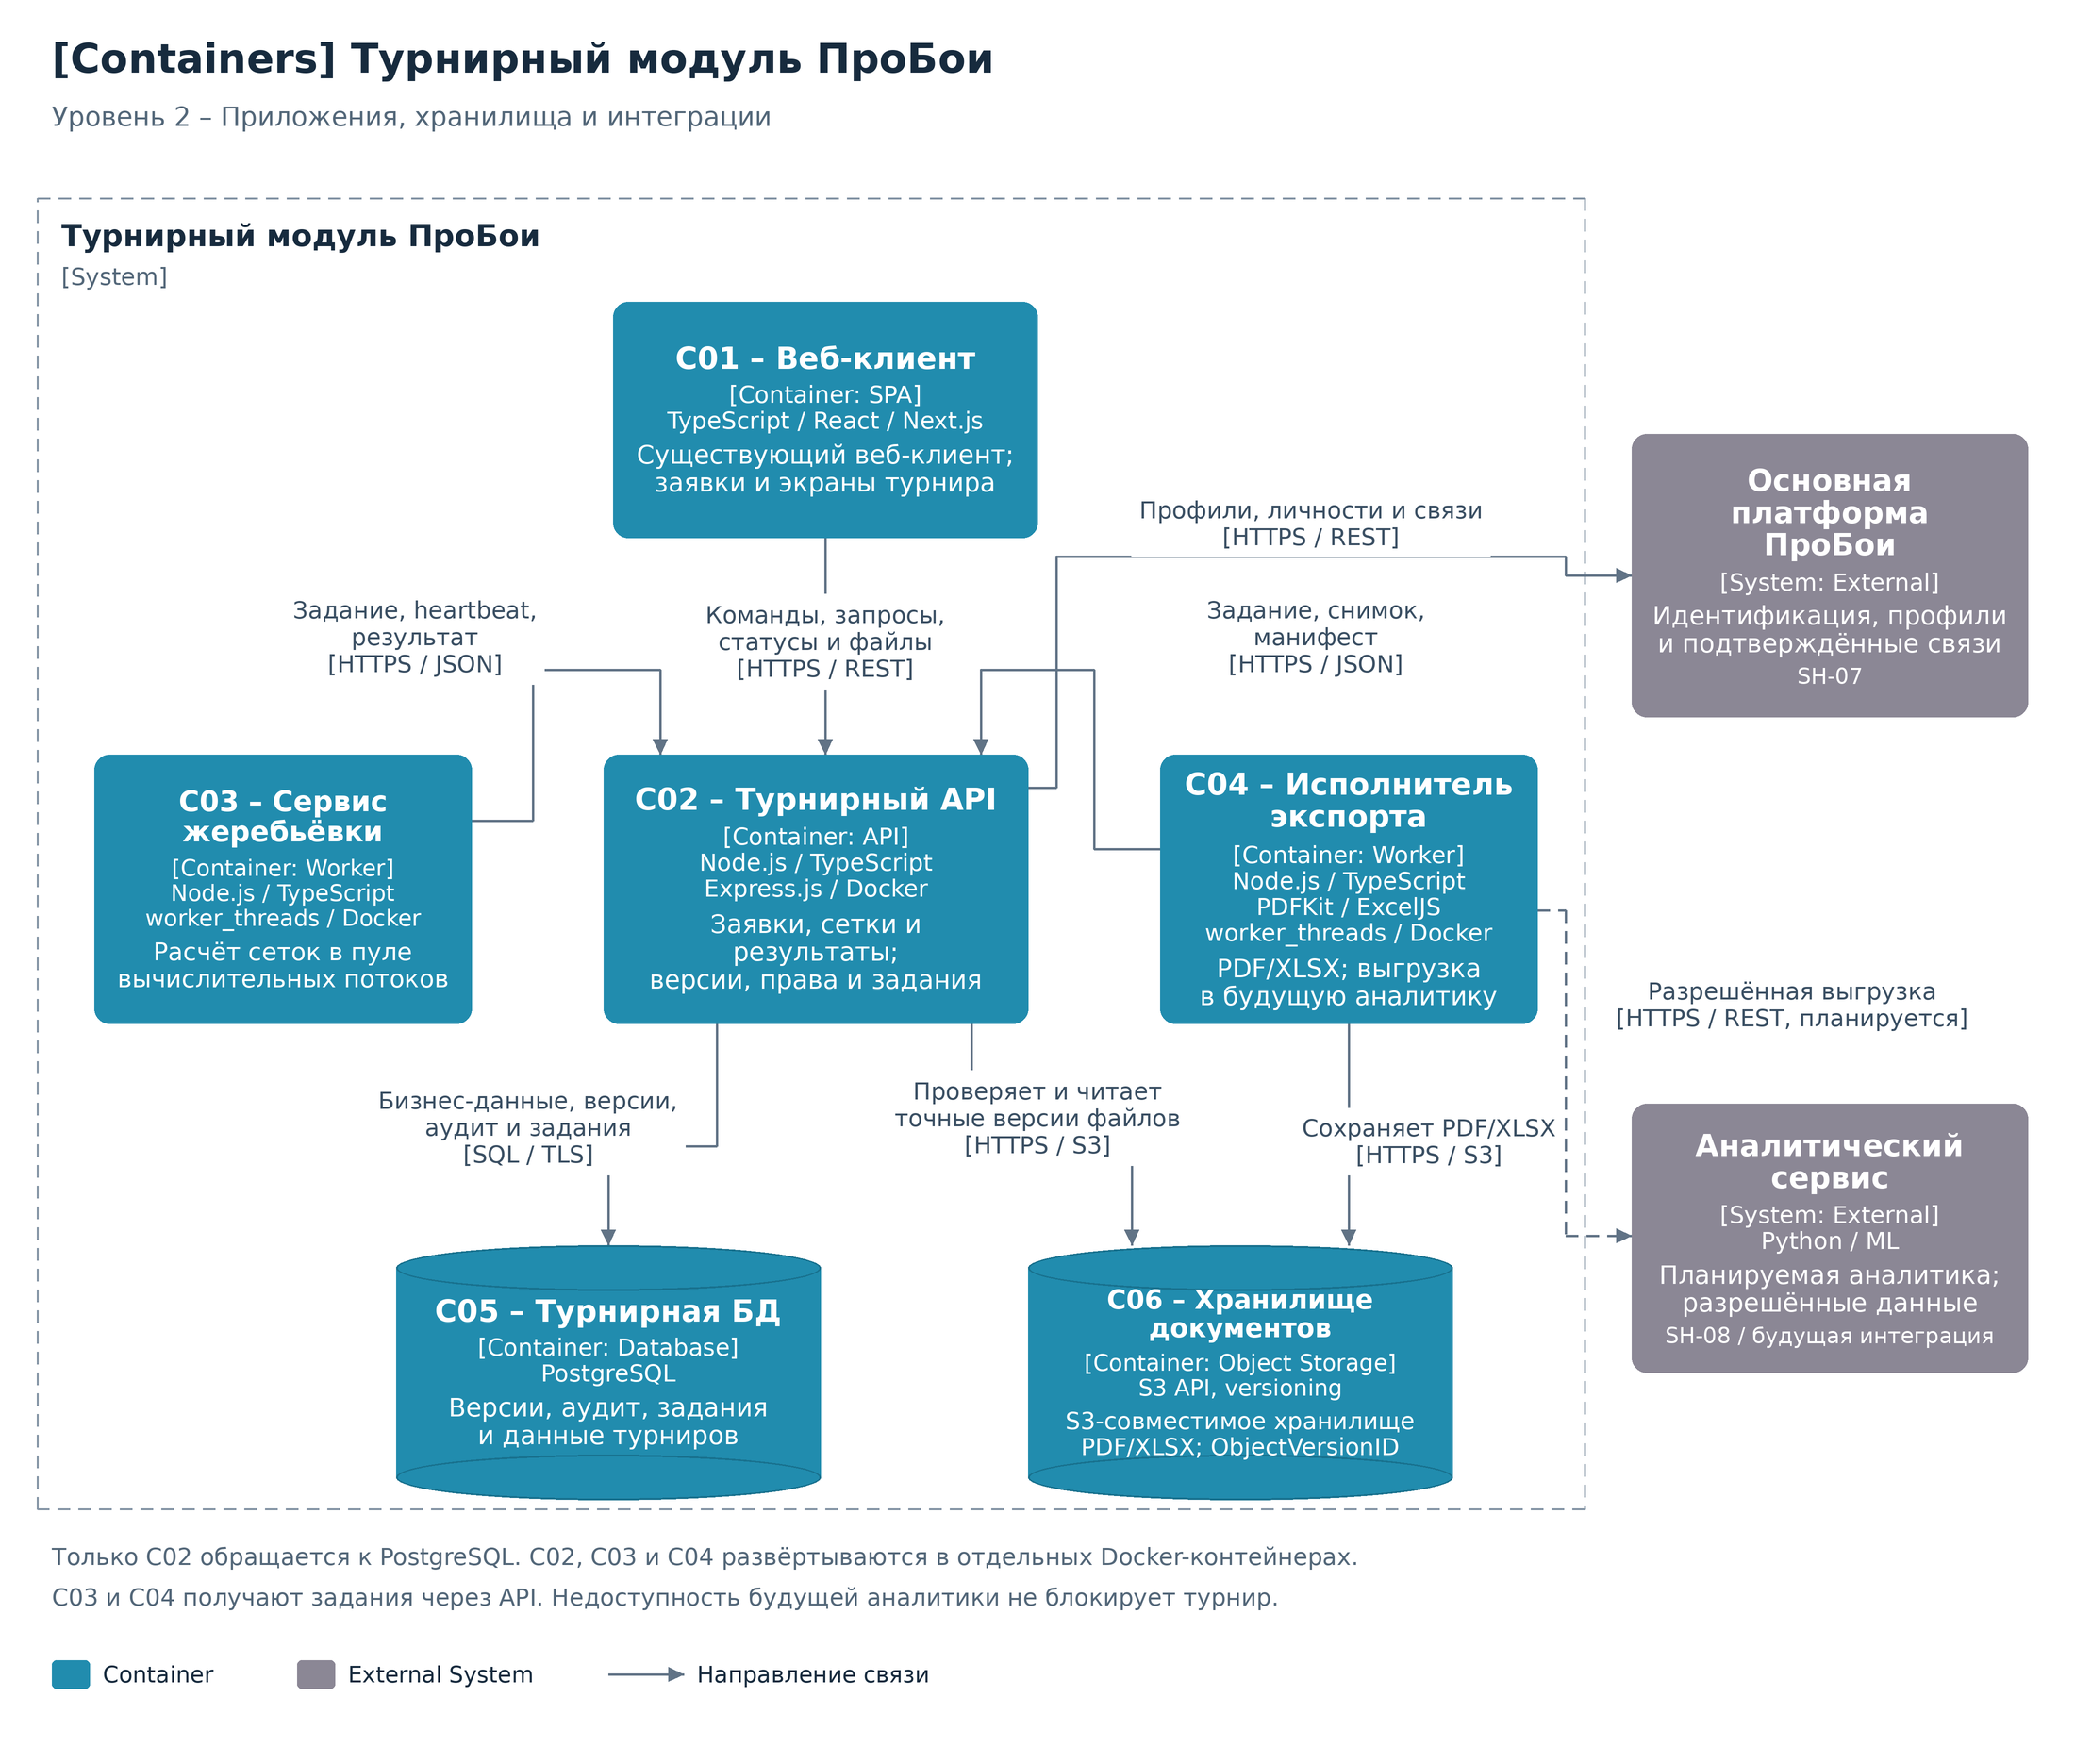 [Containers] Турнирный модуль ПроБои
Уровень 2 – Приложения, хранилища и интеграции
Турнирный модуль ПроБои
[System]
C01 – Веб-клиент
[Container: SPA]
TypeScript / React / Next.js
Существующий веб-клиент;
заявки и экраны турнира
Профили, личности и связи
[HTTPS / REST]
Основная
платформа
ПроБои
[System: External]
Идентификация, профили
и подтверждённые связи
SH-07
Задание, heartbeat,
результат
[HTTPS / JSON]
Команды, запросы,
статусы и файлы
[HTTPS / REST]
Задание, снимок,
манифест
[HTTPS / JSON]
C03 – Сервис
жеребьёвки
[Container: Worker]
Node.js / TypeScript
worker_threads / Docker
Расчёт сеток в пуле
вычислительных потоков
C02 – Турнирный API
[Container: API]
Node.js / TypeScript
Express.js / Docker
Заявки, сетки и
результаты;
версии, права и задания
C04 – Исполнитель
экспорта
[Container: Worker]
Node.js / TypeScript
PDFKit / ExcelJS
worker_threads / Docker
PDF/XLSX; выгрузка
в будущую аналитику
Разрешённая выгрузка
[HTTPS / REST, планируется]
Бизнес-данные, версии,
аудит и задания
[SQL / TLS]
Проверяет и читает
точные версии файлов
[HTTPS / S3]
Сохраняет PDF/XLSX
[HTTPS / S3]
Аналитический
сервис
[System: External]
Python / ML
Планируемая аналитика;
разрешённые данные
SH-08 / будущая интеграция
C05 – Турнирная БД
[Container: Database]
PostgreSQL
Версии, аудит, задания
и данные турниров
C06 – Хранилище
документов
[Container: Object Storage]
S3 API, versioning
S3-совместимое хранилище
PDF/XLSX; ObjectVersionID
Только C02 обращается к PostgreSQL. C02, C03 и C04 развёртываются в отдельных Docker-контейнерах.
C03 и C04 получают задания через API. Недоступность будущей аналитики не блокирует турнир.
Container
External System
Направление связи